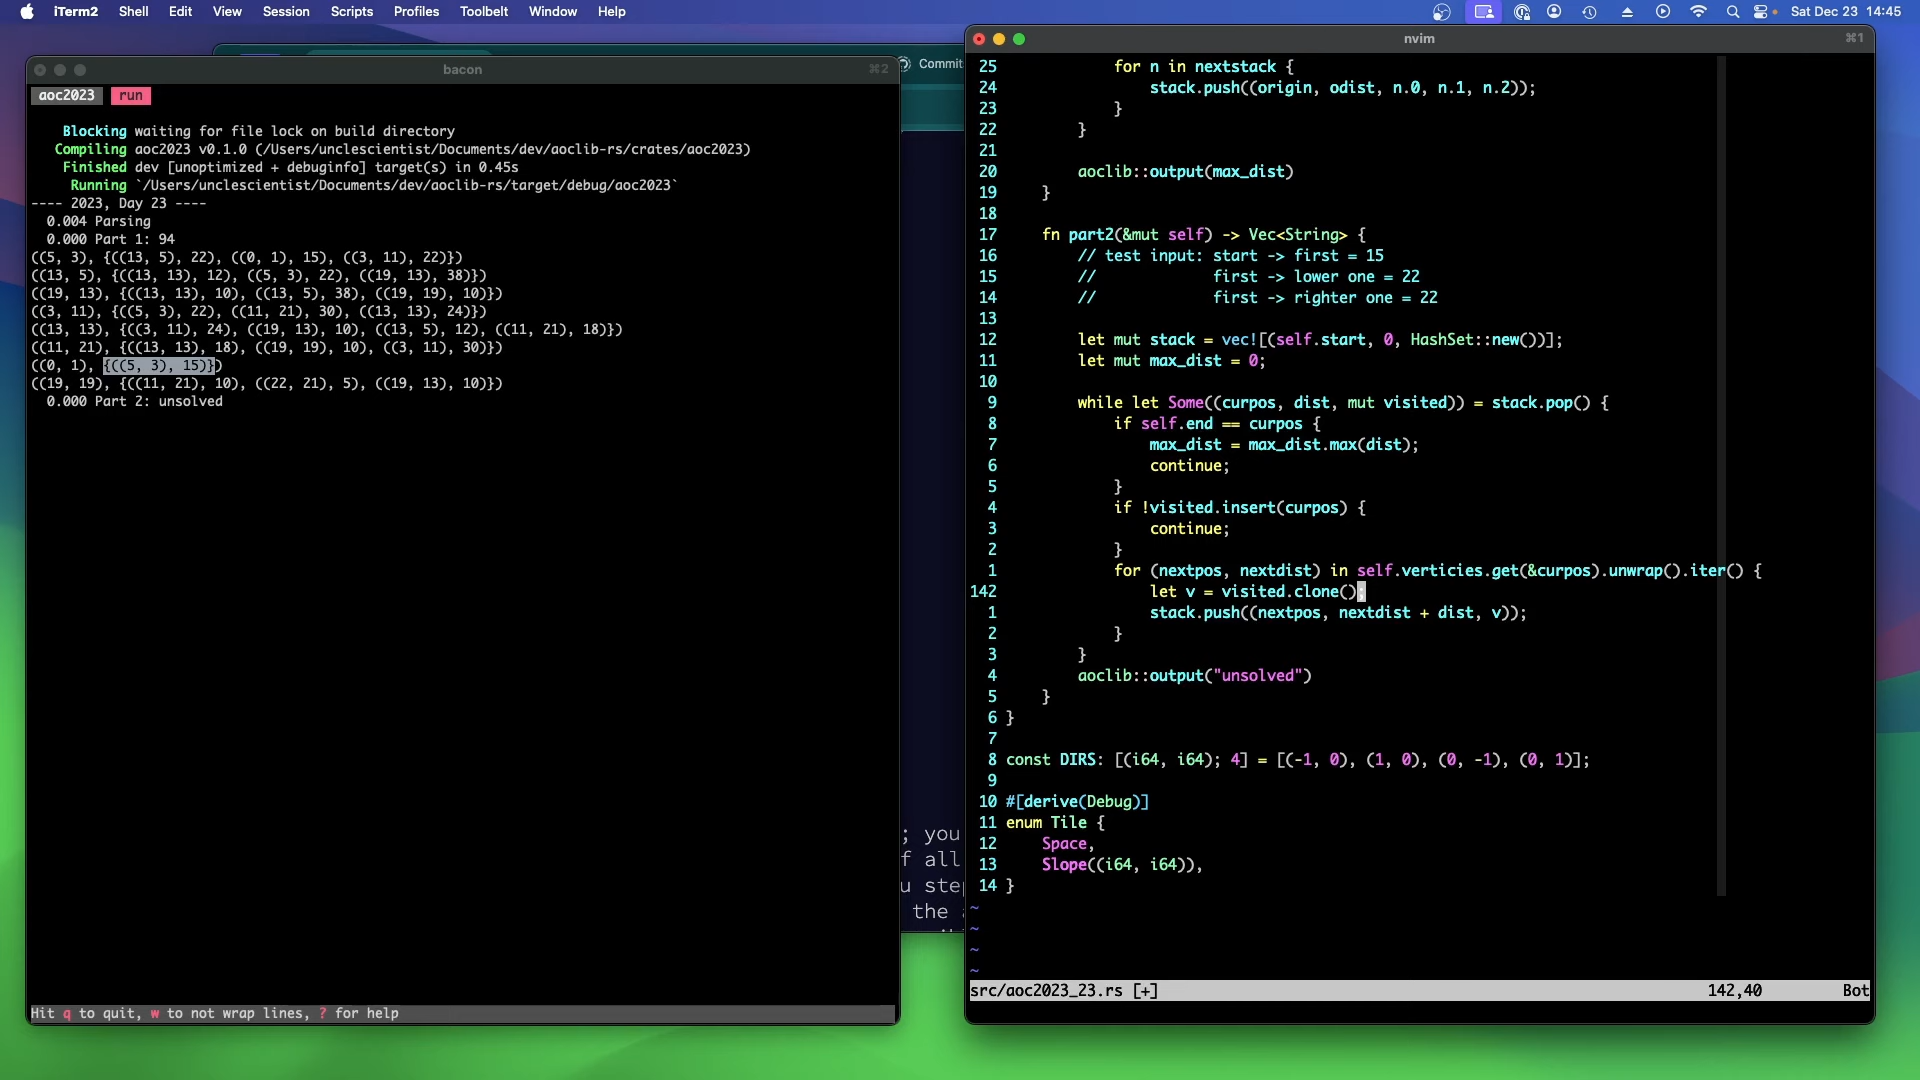 iTerm2 Shell Edit View Session Scripts Profiles Toolbelt Window Help Sat Dec 23 14:45
bacon ⌘2
aoc2023 run
Blocking waiting for file lock on build directory
Compiling aoc2023 v0.1.0 (/Users/unclescientist/Documents/dev/aoclib-rs/crates/aoc2023)
Finished dev [unoptimized + debuginfo] target(s) in 0.45s
Running `/Users/unclescientist/Documents/dev/aoclib-rs/target/debug/aoc2023`
---- 2023, Day 23 ----
0.004 Parsing
0.000 Part 1: 94
((5, 3), {((13, 5), 22), ((0, 1), 15), ((3, 11), 22)})
((13, 5), {((13, 13), 12), ((5, 3), 22), ((19, 13), 38)})
((19, 13), {((13, 13), 10), ((13, 5), 38), ((19, 19), 10)})
((3, 11), {((5, 3), 22), ((11, 21), 30), ((13, 13), 24)})
((13, 13), {((3, 11), 24), ((19, 13), 10), ((13, 5), 12), ((11, 21), 18)})
((11, 21), {((13, 13), 18), ((19, 19), 10), ((3, 11), 30)})
((0, 1), {((5, 3), 15)})
((19, 19), {((11, 21), 10), ((22, 21), 5), ((19, 13), 10)})
0.000 Part 2: unsolved
Hit q to quit, w to not wrap lines, ? for help
Commit
; you
f all
the
nvim ⌘1
25 for n in nextstack {
24 stack.push((origin, odist, n.0, n.1, n.2));
23 }
22 }
21
20 aoclib::output(max_dist)
19 }
18
17 fn part2(&mut self) -> Vec<String> {
16 // test input: start -> first = 15
15 // first -> lower one = 22
14 // first -> righter one = 22
13
12 let mut stack = vec![(self.start, 0, HashSet::new())];
11 let mut max_dist = 0;
10
9 while let Some((curpos, dist, mut visited)) = stack.pop() {
8 if self.end == curpos {
7 max_dist = max_dist.max(dist);
6 continue;
5 }
4 if !visited.insert(curpos) {
3 continue;
2 }
1 for (nextpos, nextdist) in self.verticies.get(&curpos).unwrap().iter() {
142 let v = visited.clone();
1 stack.push((nextpos, nextdist + dist, v));
2 }
3 }
4 aoclib::output("unsolved")
5 }
6 }
7
8 const DIRS: [(i64, i64); 4] = [(-1, 0), (1, 0), (0, -1), (0, 1)];
9
10 #[derive(Debug)]
11 enum Tile {
12 Space,
13 Slope((i64, i64)),
14 }
~
~
~
~
src/aoc2023_23.rs [+] 142,40 Bot